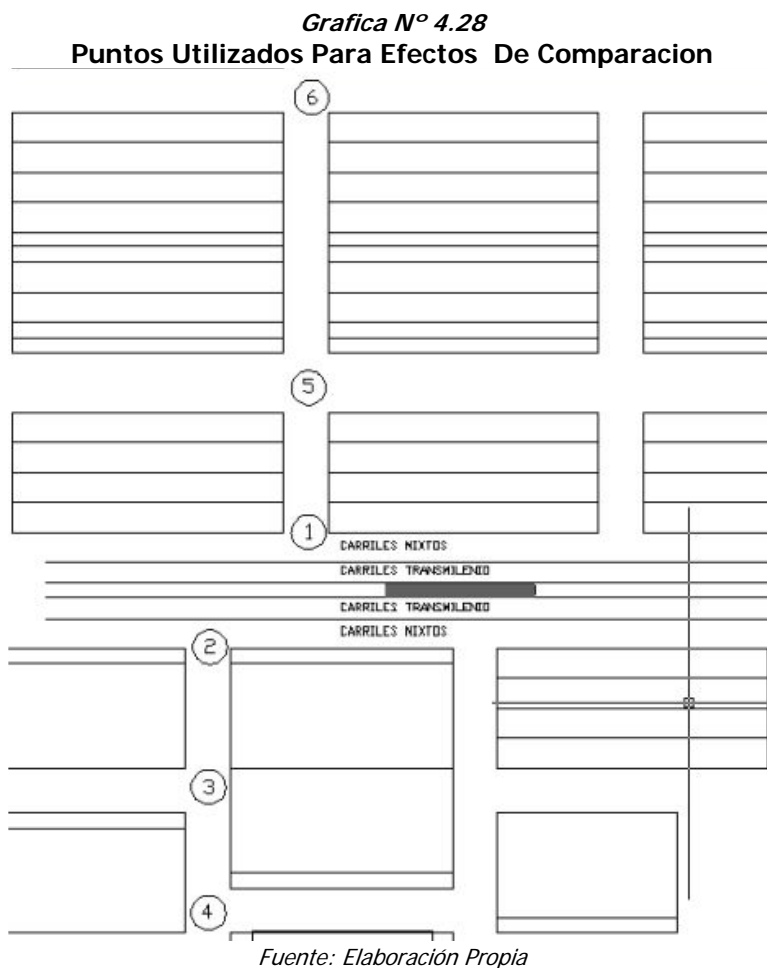 Grafica Nº 4.28
Puntos Utilizados Para Efectos De Comparacion
6
5
1
CARRILES MIXTOS
CARRILES TRANSMILENIO
CARRILES TRANSMILENIO
CARRILES MIXTOS
2
3
4
Fuente: Elaboración Propia